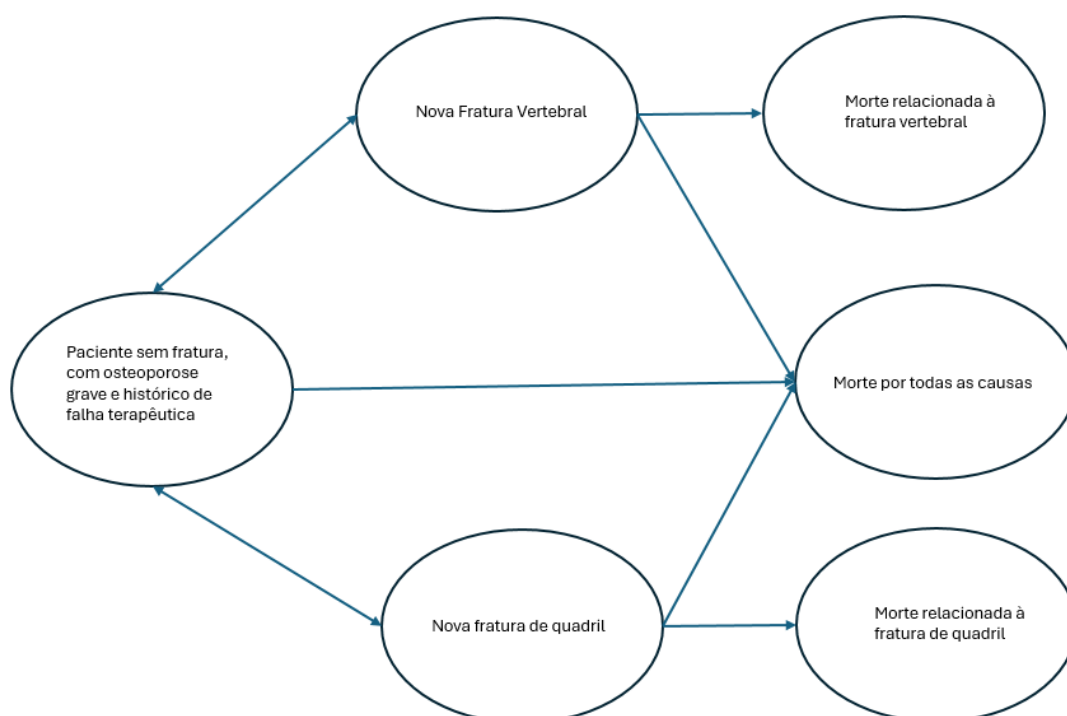 Nova Fratura Vertebral
Morte relacionada à
fratura vertebral
Paciente sem fratura,
com osteoporose
grave e histórico de
falha terapêutica
Morte por todas as causas
Nova fratura de quadril
Morte relacionada à
fratura de quadril